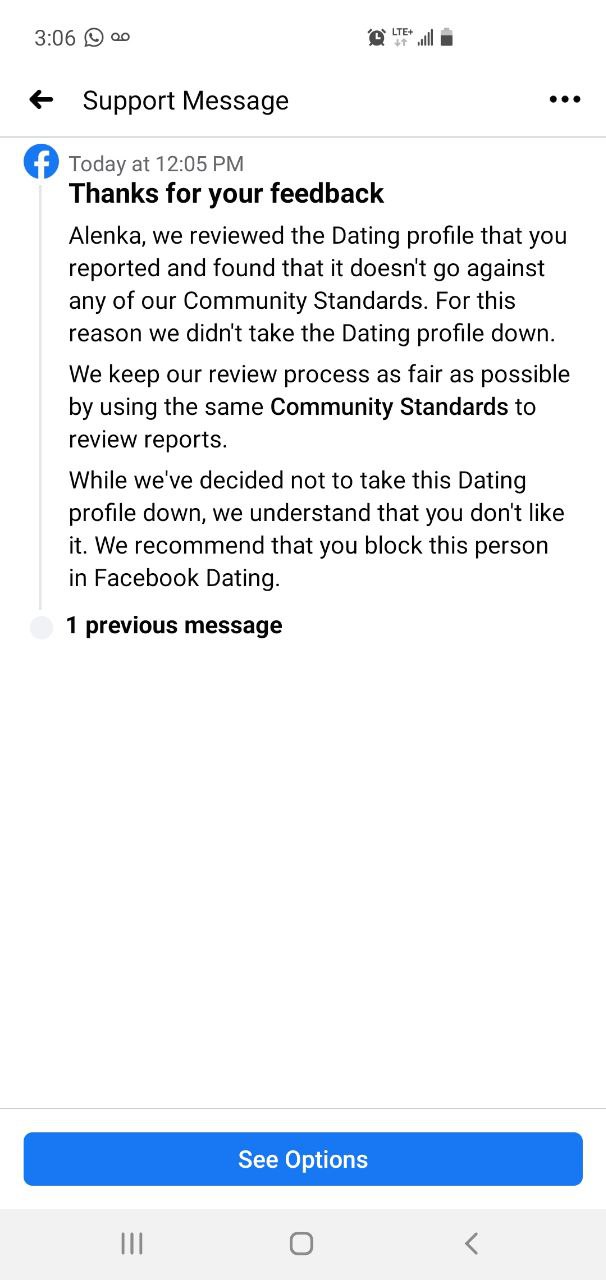 3:06
LTE+
Support Message
Today at 12:05 PM
Thanks for your feedback
Alenka, we reviewed the Dating profile that you
reported and found that it doesn't go against
any of our Community Standards. For this
reason we didn't take the Dating profile down.
We keep our review process as fair as possible
by using the same Community Standards to
review reports.
While we've decided not to take this Dating
profile down, we understand that you don't like
it. We recommend that you block this person
in Facebook Dating.
1 previous message
See Options